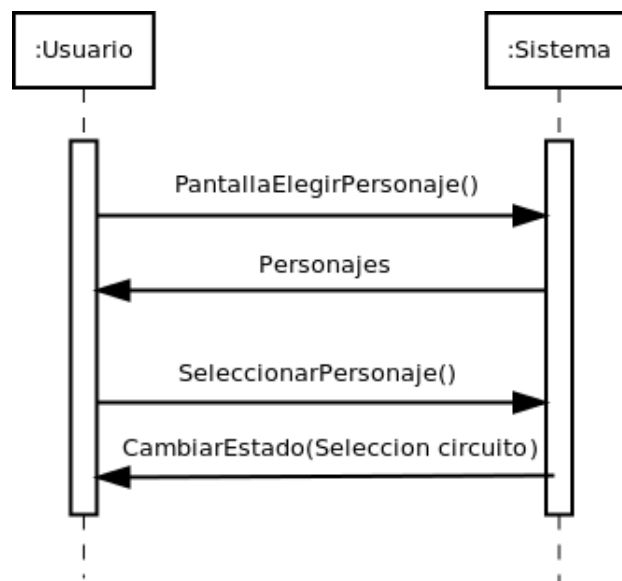 :Usuario
:Sistema
PantallaElegirPersonaje()
Personajes
SeleccionarPersonaje()
CambiarEstado(Seleccion circuito)